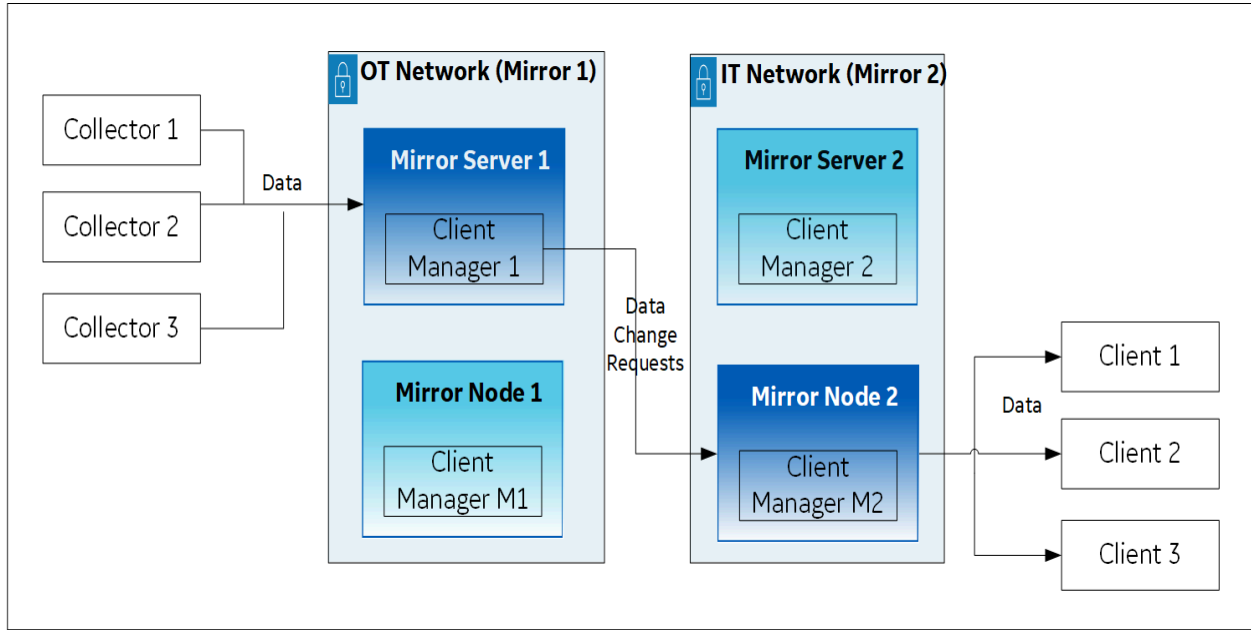 OT Network (Mirror 1)
IT Network (Mirror 2)
Collector 1
Collector 2
Collector 3
Data
Mirror Server 1
Client
Manager 1
Mirror Node 1
Client
Manager M1
Data
Change
Requests
Mirror Server 2
Client
Manager 2
Mirror Node 2
Client
Manager M2
Data
Client 1
Client 2
Client 3